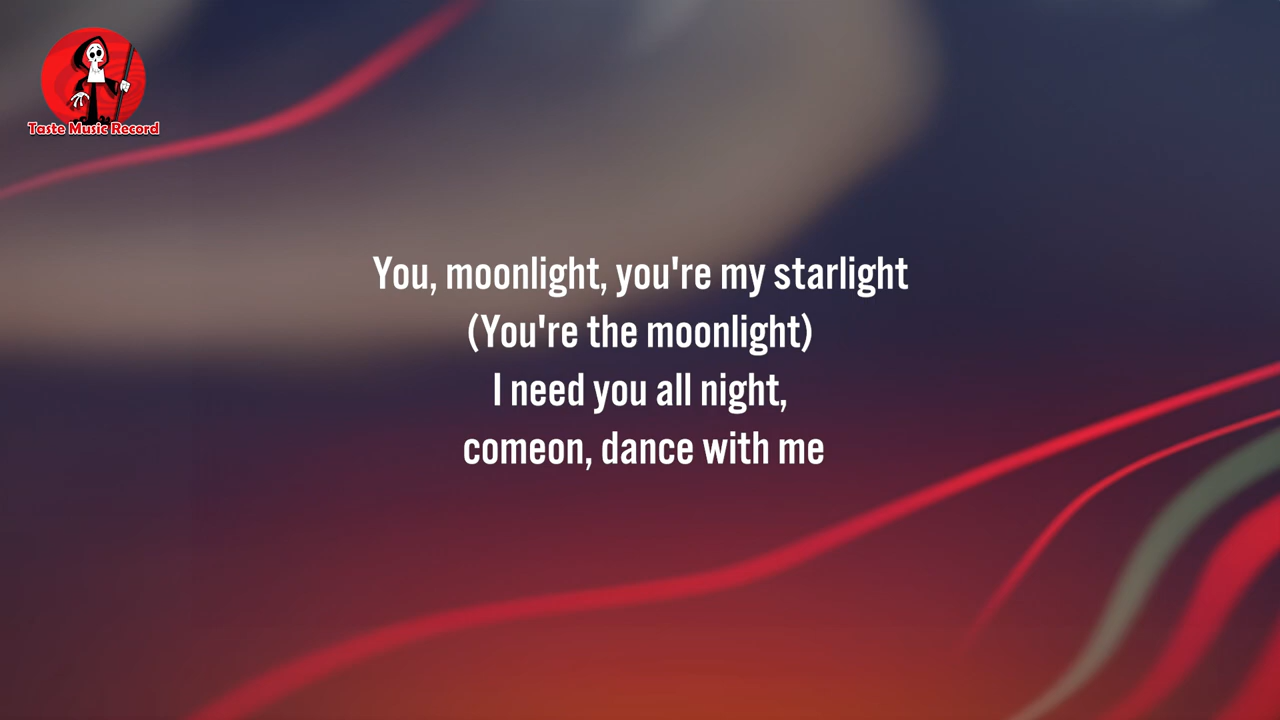 Taste Music Record
You, moonlight, you're my starlight
(You're the moonlight)
I need you all night,
comeon, dance with me